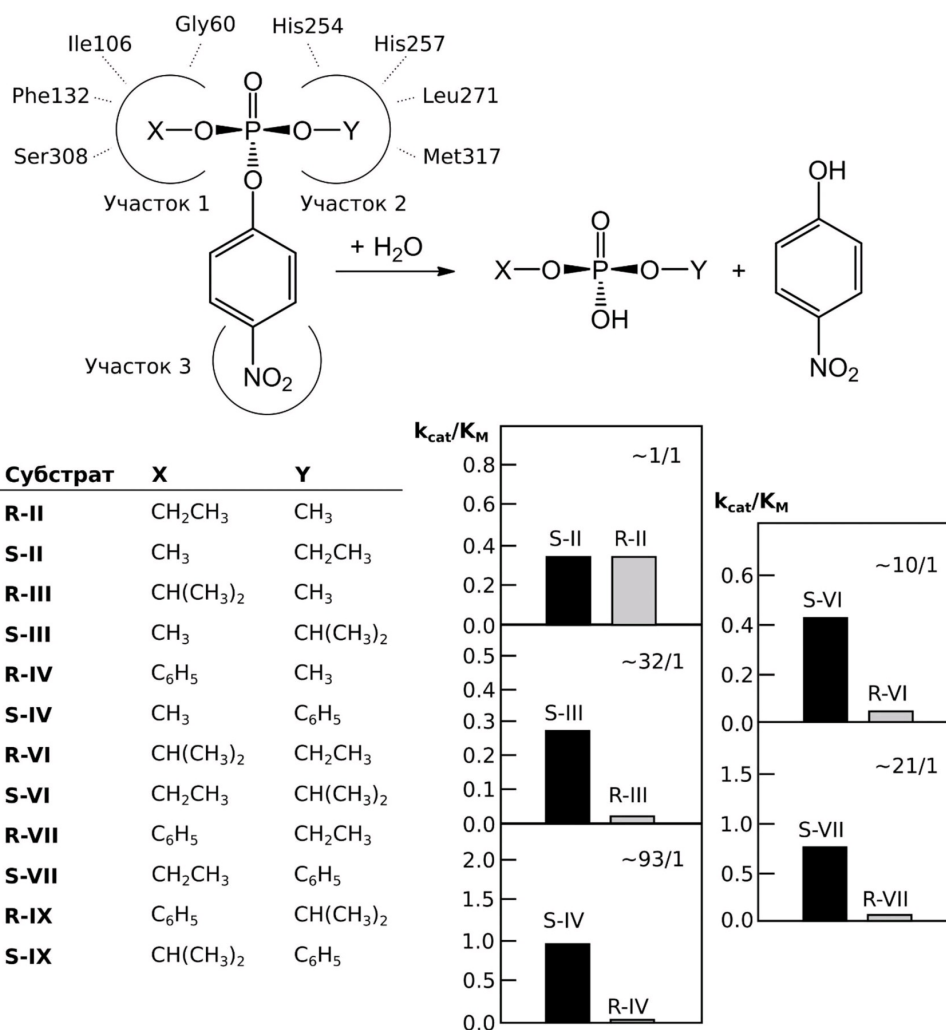 Gly60
His254
Ile106
His257
Phe132
Leu271
Ser308
Met317
O
X—O P O—Y
O
Участок 1
Участок 2
+ H₂O
NO₂
Участок 3
O
X—O P O—Y
OH
+
OH
NO₂
Субстрат X Y
R-II CH₂CH₃ CH₃
S-II CH₃ CH₂CH₃
R-III CH(CH₃)₂ CH₃
S-III CH₃ CH(CH₃)₂
R-IV C₆H₅ CH₃
S-IV CH₃ C₆H₅
R-VI CH(CH₃)₂ CH₂CH₃
S-VI CH₂CH₃ CH(CH₃)₂
R-VII C₆H₅ CH₂CH₃
S-VII CH₂CH₃ C₆H₅
R-IX C₆H₅ CH(CH₃)₂
S-IX CH(CH₃)₂ C₆H₅
k_cat/K_M
~1/1
0.8
0.6
0.4
0.2
0.0
S-II R-II
~32/1
0.5
0.4
0.3
0.2
0.1
0.0
S-III
R-III
~93/1
2.0
1.5
1.0
0.5
0.0
S-IV
R-IV
k_cat/K_M
~10/1
0.6
0.4
0.2
0.0
S-VI
R-VI
~21/1
1.5
1.0
0.5
0.0
S-VII
R-VII